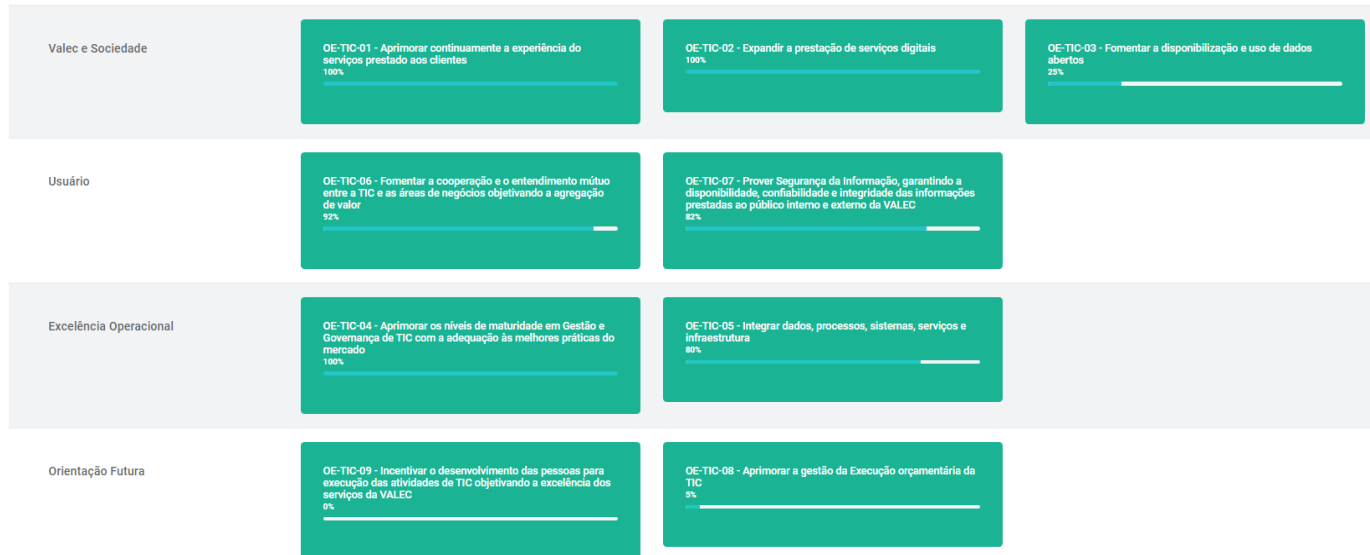 Valec e Sociedade
OE-TIC-01 - Aprimorar continuamente a experiência do
serviços prestado aos clientes
100%
OE-TIC-02 - Expandir a prestação de serviços digitais
100%
OE-TIC-03 - Fomentar a disponibilização e uso de dados
abertos
25%
Usuário
OE-TIC-06 - Fomentar a cooperação e o entendimento mútuo
entre a TIC e as áreas de negócios objetivando a agregação
de valor
92%
OE-TIC-07 - Prover Segurança da Informação, garantindo a
disponibilidade, confiabilidade e integridade das informações
prestadas ao público interno e externo da VALEC
82%
Excelência Operacional
OE-TIC-04 - Aprimorar os níveis de maturidade em Gestão e
Governança de TIC com a adequação às melhores práticas do
mercado
100%
OE-TIC-05 - Integrar dados, processos, sistemas, serviços e
infraestrutura
80%
Orientação Futura
OE-TIC-09 - Incentivar o desenvolvimento das pessoas para
execução das atividades de TIC objetivando a excelência dos
serviços da VALEC
0%
OE-TIC-08 - Aprimorar a gestão da Execução orçamentária da
TIC
5%